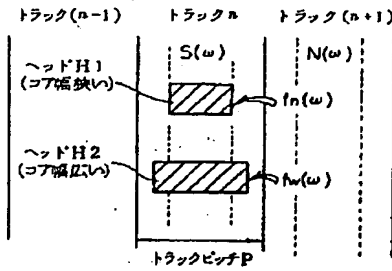 トラック(n-1)
トラックn
トラック(n+1)
S(ω)
N(ω)
ヘッドH1
(コア幅狭い)
fn(ω)
ヘッドH2
(コア幅広い)
fw(ω)
トラックピッチP